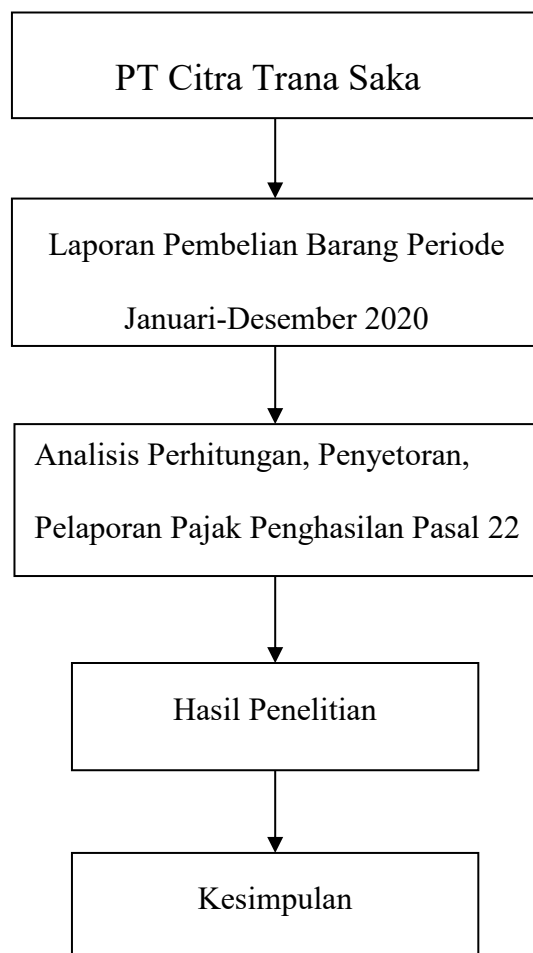 PT Citra Trana Saka
Laporan Pembelian Barang Periode
Januari-Desember 2020
Analisis Perhitungan, Penyetoran,
Pelaporan Pajak Penghasilan Pasal 22
Hasil Penelitian
Kesimpulan